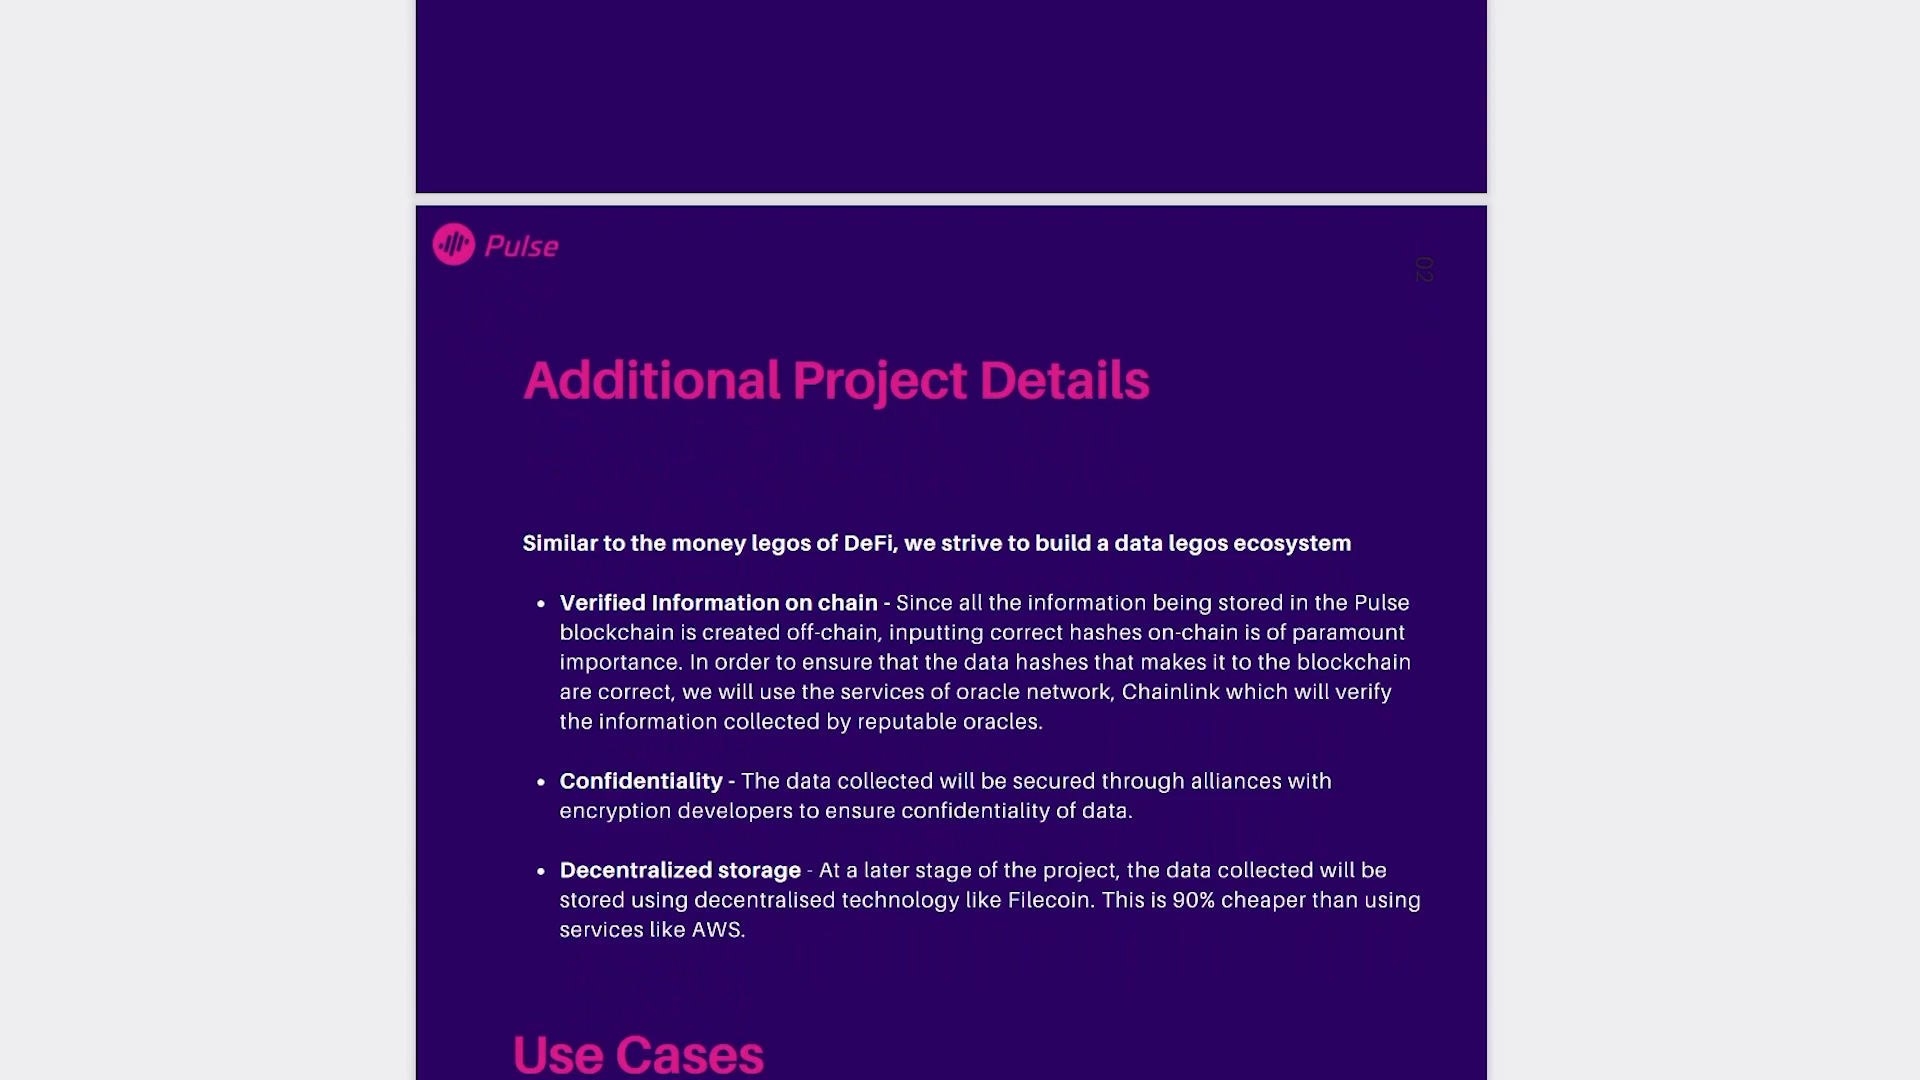 Pulse
02
Additional Project Details
Similar to the money legos of DeFi, we strive to build a data legos ecosystem
• Verified Information on chain - Since all the information being stored in the Pulse
blockchain is created off-chain, inputting correct hashes on-chain is of paramount
importance. In order to ensure that the data hashes that makes it to the blockchain
are correct, we will use the services of oracle network, Chainlink which will verify
the information collected by reputable oracles.
• Confidentiality - The data collected will be secured through alliances with
encryption developers to ensure confidentiality of data.
• Decentralized storage - At a later stage of the project, the data collected will be
stored using decentralised technology like Filecoin. This is 90% cheaper than using
services like AWS.
Use Cases